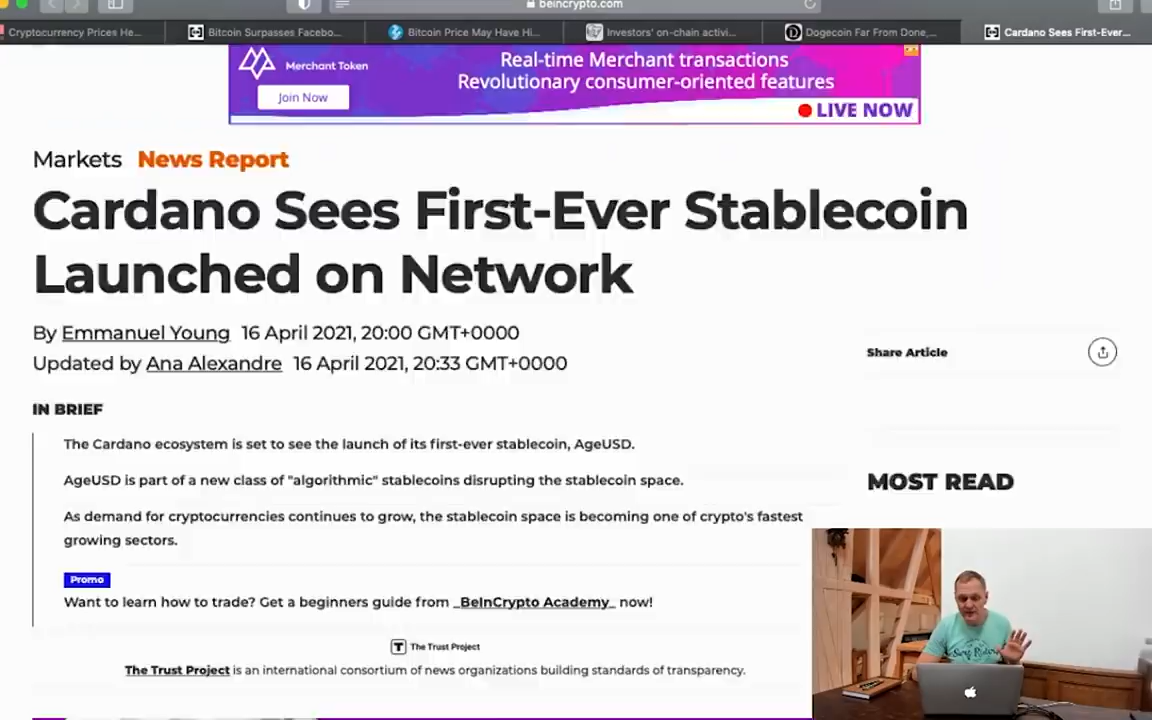 beincrypto.com
Cryptocurrency Prices He...
Bitcoin Surpasses Facebo...
Bitcoin Price May Have Hi...
Investors' on-chain activi...
Dogecoin Far From Done,...
Cardano Sees First-Ever...
Merchant Token
Join Now
Real-time Merchant transactions
Revolutionary consumer-oriented features
LIVE NOW
Markets News Report
Cardano Sees First-Ever Stablecoin
Launched on Network
By Emmanuel Young 16 April 2021, 20:00 GMT+0000
Updated by Ana Alexandre 16 April 2021, 20:33 GMT+0000
Share Article
IN BRIEF
The Cardano ecosystem is set to see the launch of its first-ever stablecoin, AgeUSD.
AgeUSD is part of a new class of "algorithmic" stablecoins disrupting the stablecoin space.
As demand for cryptocurrencies continues to grow, the stablecoin space is becoming one of crypto's fastest
growing sectors.
MOST READ
Promo
Want to learn how to trade? Get a beginners guide from _BeInCrypto Academy_ now!
The Trust Project
The Trust Project is an international consortium of news organizations building standards of transparency.